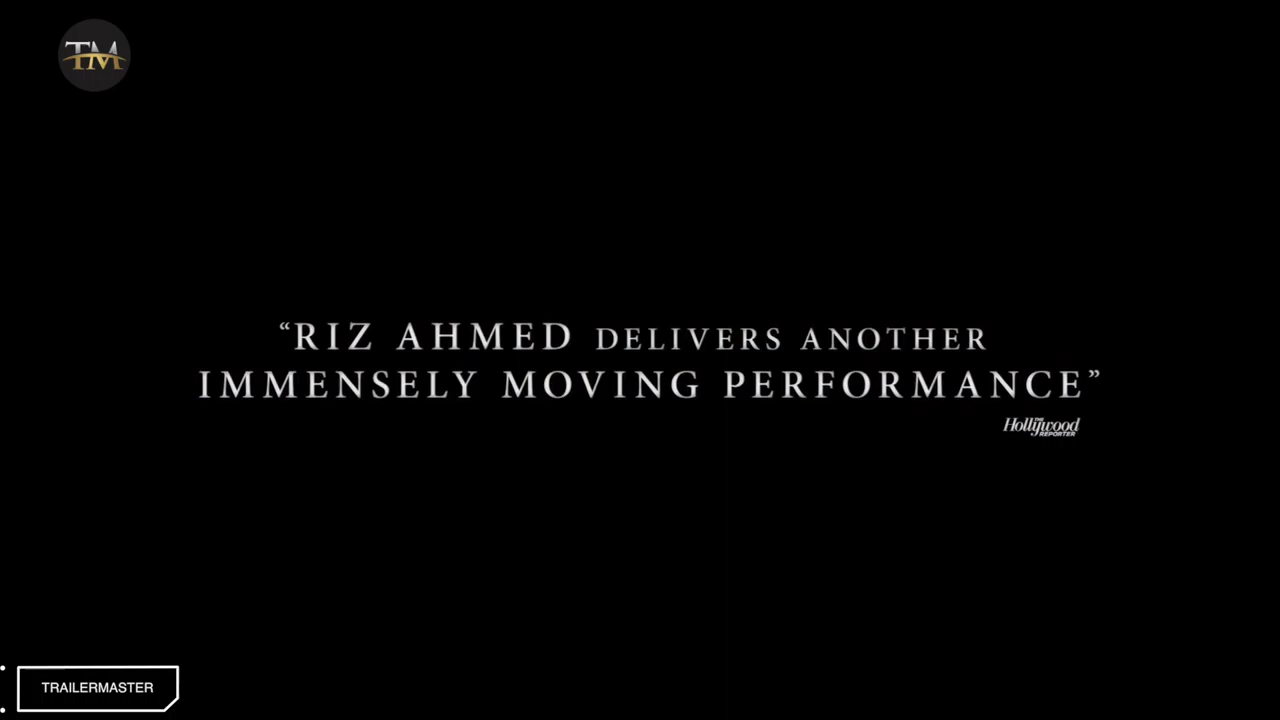 TM
“RIZ AHMED DELIVERS ANOTHER
IMMENSELY MOVING PERFORMANCE”
THE
Hollywood
REPORTER
TRAILERMASTER